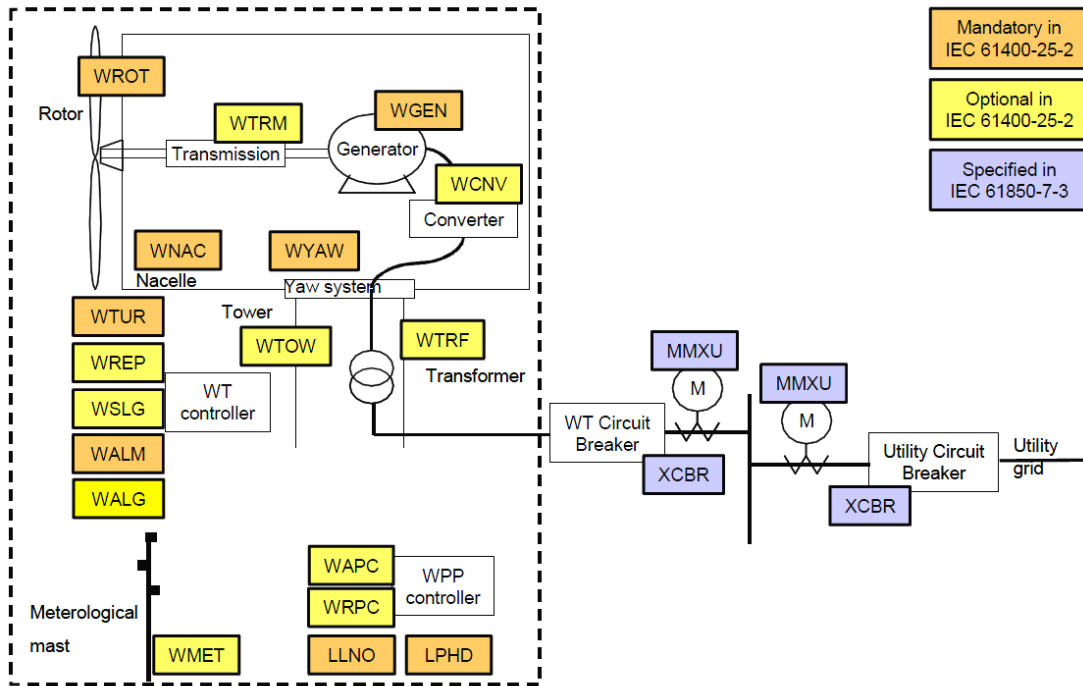 Mandatory in
IEC 61400-25-2
Optional in
IEC 61400-25-2
Specified in
IEC 61850-7-3
WROT
Rotor
WTRM
Transmission
WGEN
Generator
WCNV
Converter
WNAC
Nacelle
WYAW
Yaw system
Tower
WTOW
WTRF
Transformer
WTUR
WREP
WSLG
WALM
WALG
WT
controller
MMXU
M
MMXU
M
WT Circuit
Breaker
XCBR
Utility Circuit
Breaker
XCBR
Utility
grid
Meterological
mast
WMET
WAPC
WRPC
WPP
controller
LLNO
LPHD